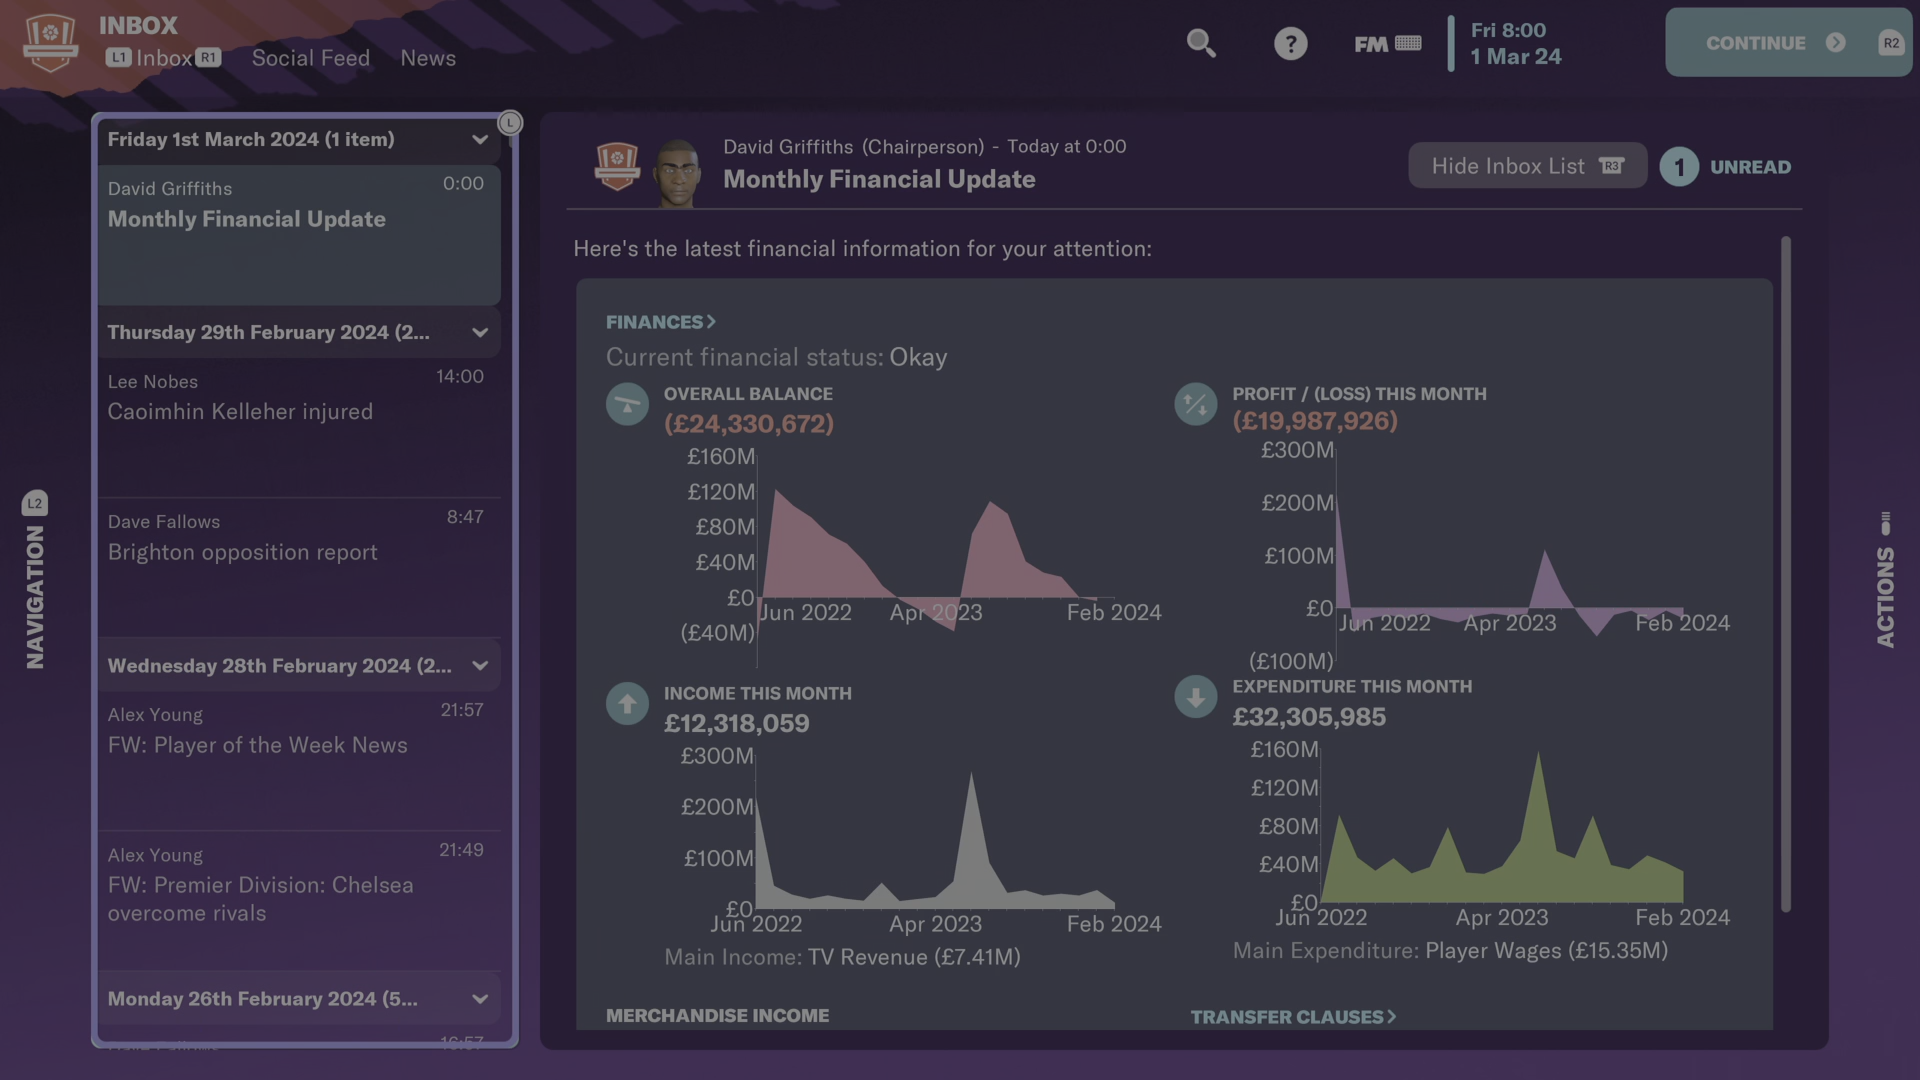 INBOX
L1 Inbox R1 Social Feed News
FM
Fri 8:00
1 Mar 24
CONTINUE R2
L
Friday 1st March 2024 (1 item)
David Griffiths 0:00
Monthly Financial Update
Thursday 29th February 2024 (2...
Lee Nobes 14:00
Caoimhin Kelleher injured
Dave Fallows 8:47
Brighton opposition report
Wednesday 28th February 2024 (2...
Alex Young 21:57
FW: Player of the Week News
Alex Young 21:49
FW: Premier Division: Chelsea
overcome rivals
Monday 26th February 2024 (5...
L2
NAVIGATION
David Griffiths (Chairperson) - Today at 0:00
Monthly Financial Update
Hide Inbox List R3
1 UNREAD
Here's the latest financial information for your attention:
FINANCES
Current financial status: Okay
OVERALL BALANCE
(£24,330,672)
£160M
£120M
£80M
£40M
£0
(£40M)
Jun 2022 Apr 2023 Feb 2024
PROFIT / (LOSS) THIS MONTH
(£19,987,926)
£300M
£200M
£100M
£0
(£100M)
Jun 2022 Apr 2023 Feb 2024
INCOME THIS MONTH
£12,318,059
£300M
£200M
£100M
£0
Jun 2022 Apr 2023 Feb 2024
Main Income: TV Revenue (£7.41M)
EXPENDITURE THIS MONTH
£32,305,985
£160M
£120M
£80M
£40M
£0
Jun 2022 Apr 2023 Feb 2024
Main Expenditure: Player Wages (£15.35M)
MERCHANDISE INCOME
TRANSFER CLAUSES
ACTIONS